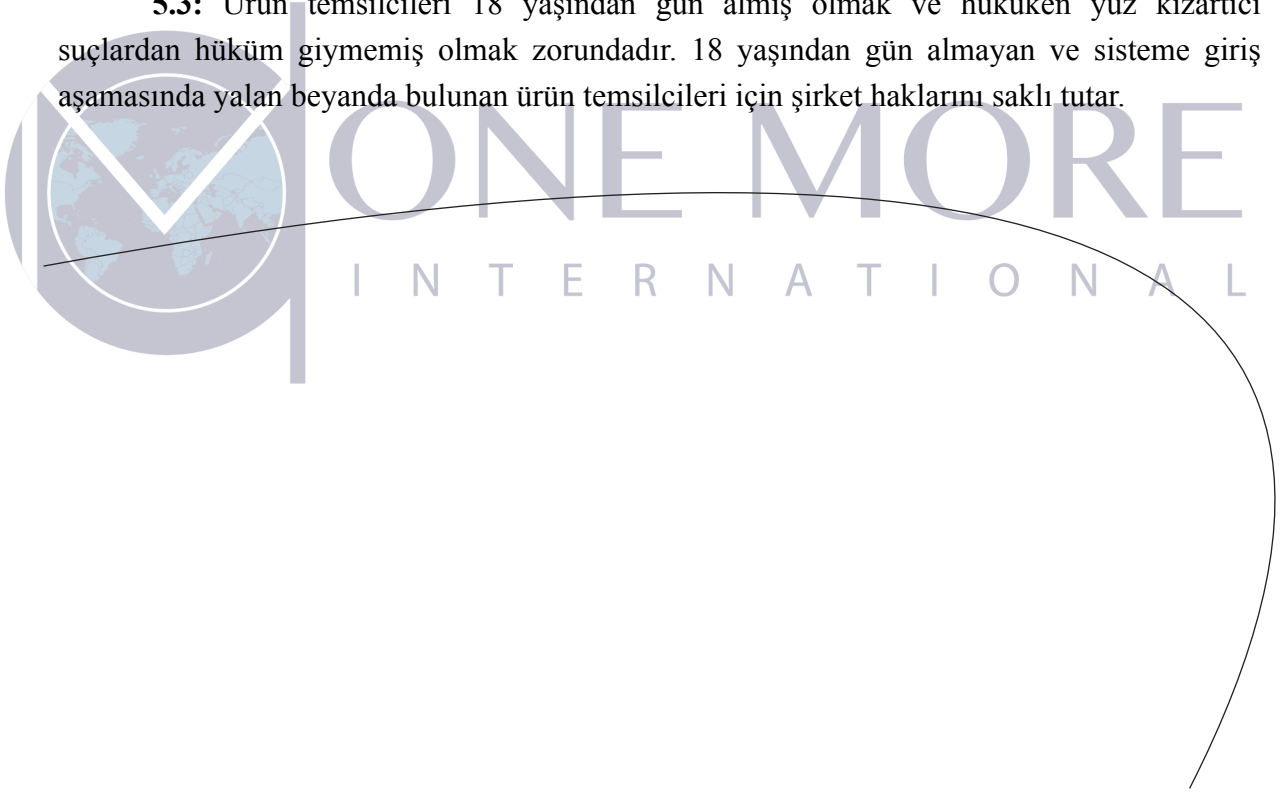 5.3: Ürün temsilcileri 18 yaşından gün almış olmak ve hukuken yüz kızartıcı
suçlardan hüküm giymemiş olmak zorundadır. 18 yaşından gün almayan ve sisteme giriş
aşamasında yalan beyanda bulunan ürün temsilcileri için şirket haklarını saklı tutar.
ONE MORE
INTERNATIONAL